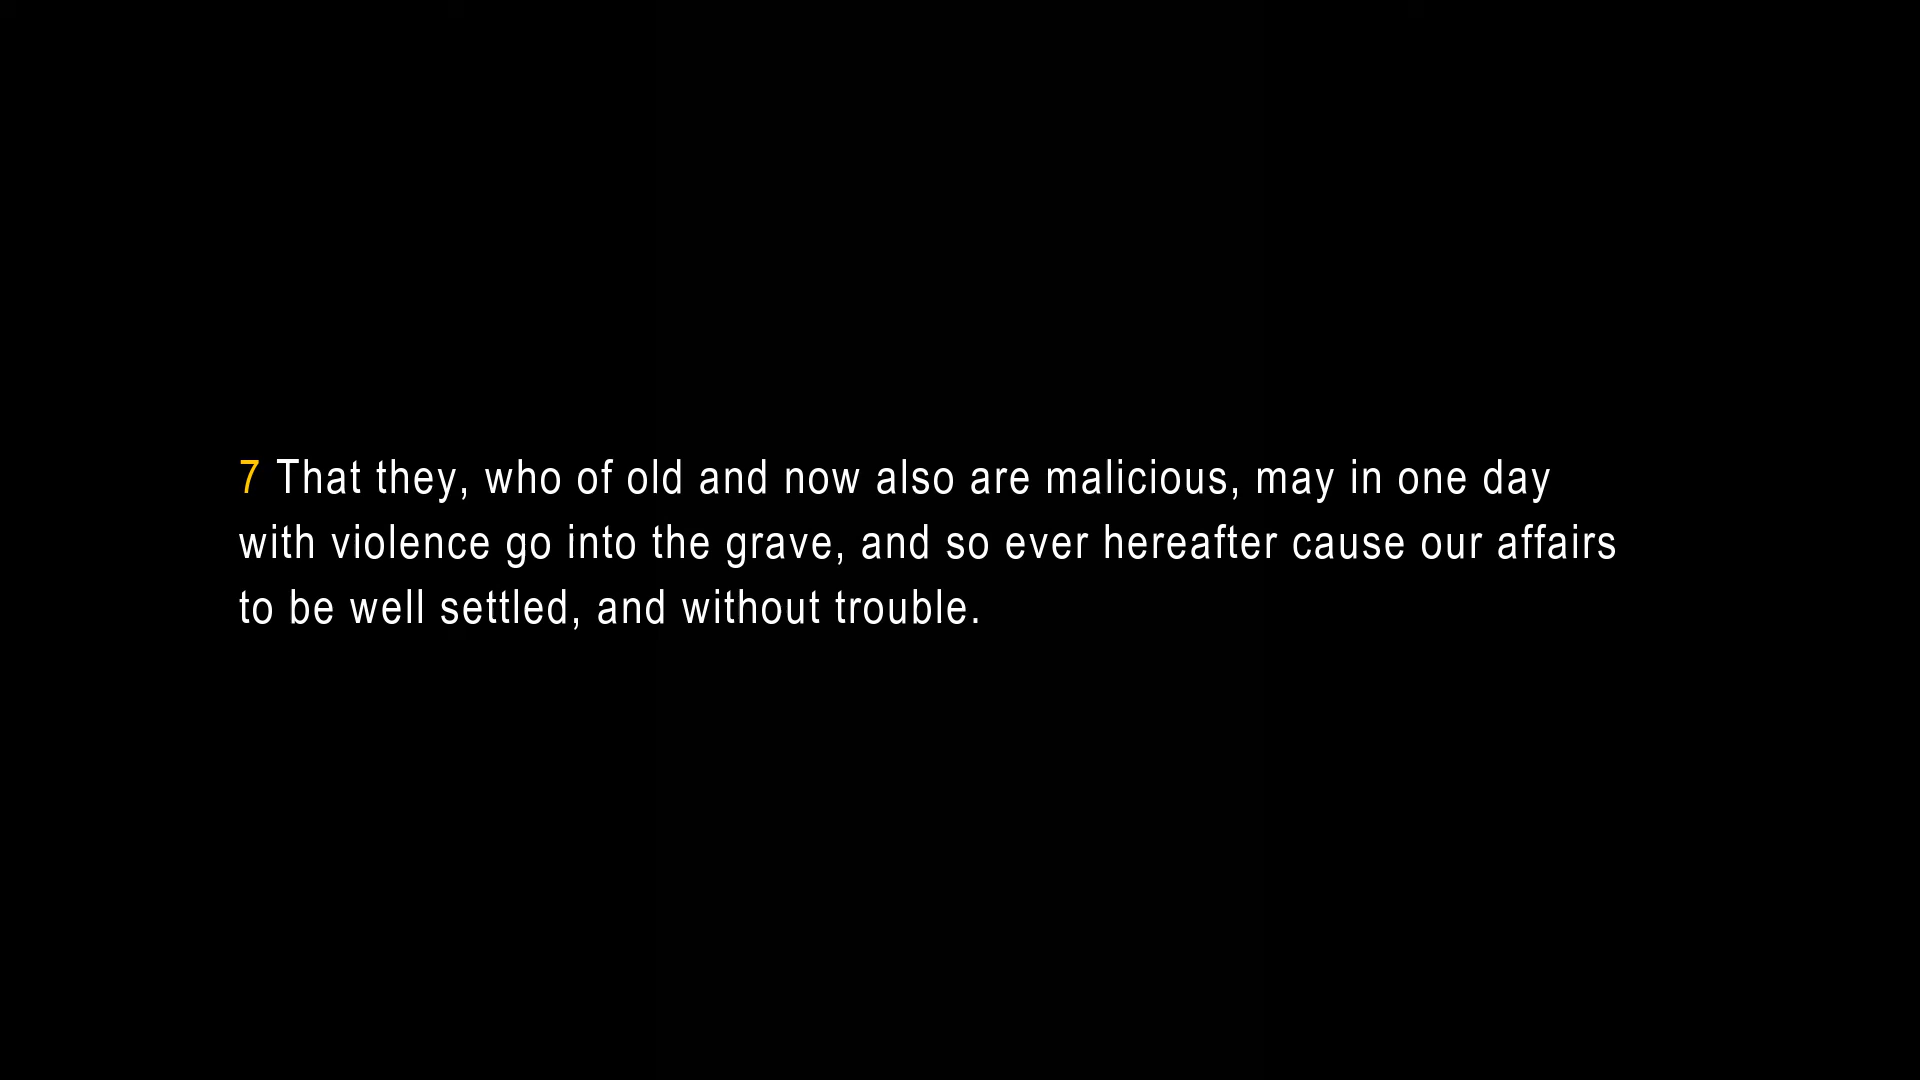 7 That they, who of old and now also are malicious, may in one day
with violence go into the grave, and so ever hereafter cause our affairs
to be well settled, and without trouble.